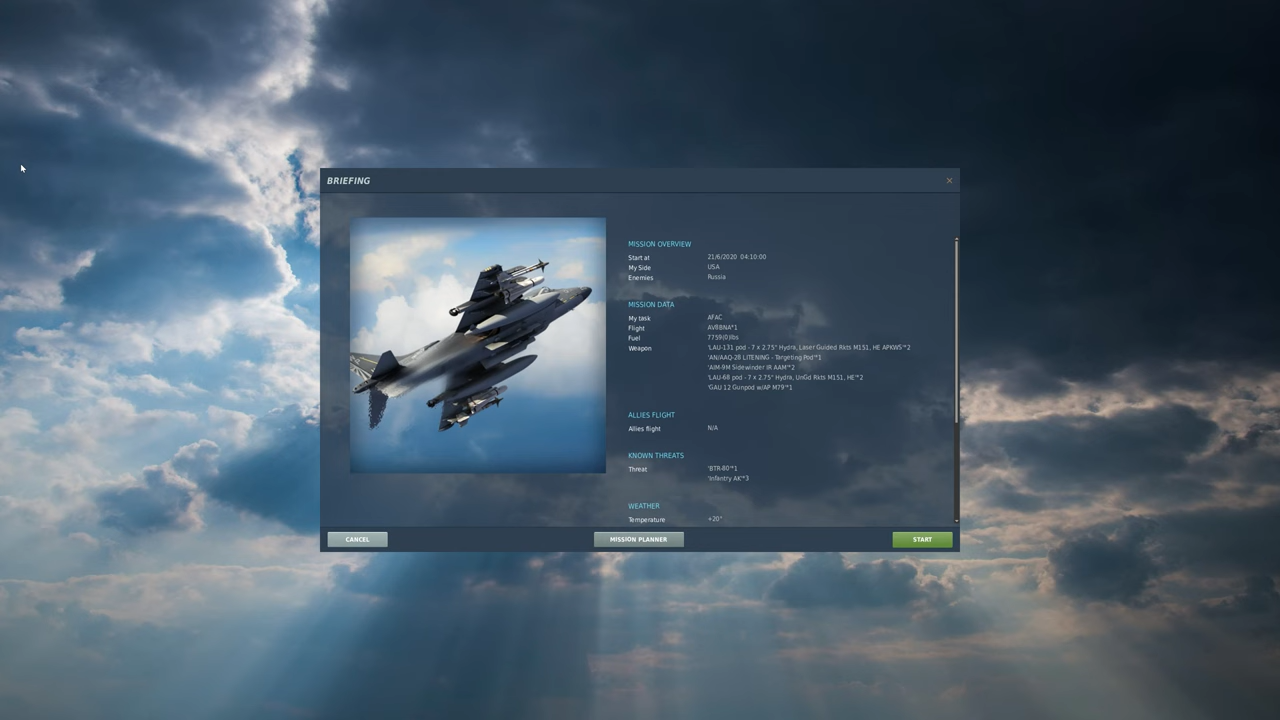 BRIEFING
MISSION OVERVIEW
Start at 21/6/2020 04:10:00
My Side USA
Enemies Russia
MISSION DATA
My task AFAC
Flight AV8BNA*1
Fuel 7759(0)lbs
Weapon 'LAU-131 pod - 7 x 2.75" Hydra, Laser Guided Rkts M151, HE APKWS'*2
'AN/AAQ-28 LITENING - Targeting Pod'*1
'AIM-9M Sidewinder IR AAM'*2
'LAU-68 pod - 7 x 2.75" Hydra, UnGd Rkts M151, HE'*2
'GAU 12 Gunpod w/AP M79'*1
ALLIES FLIGHT
Allies flight N/A
KNOWN THREATS
Threat 'BTR-80'*1
'Infantry AK'*3
WEATHER
Temperature +20°
CANCEL
MISSION PLANNER
START